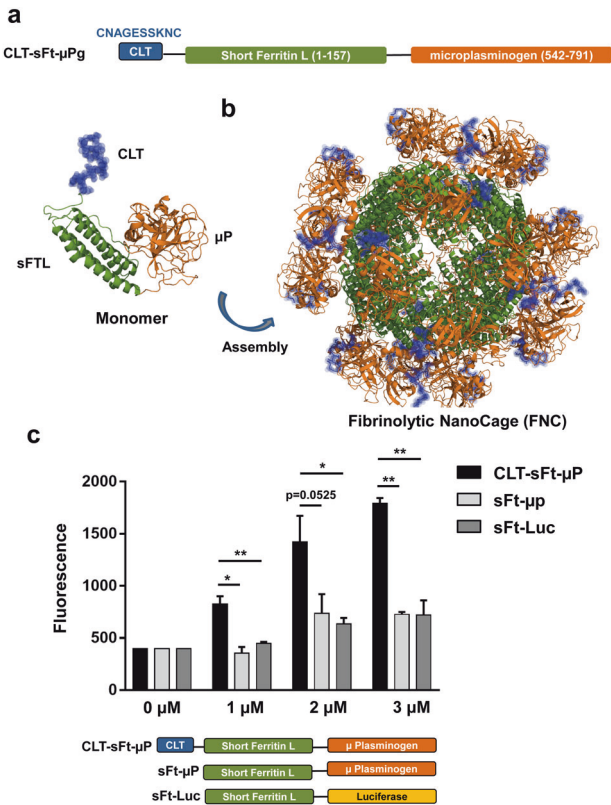 a
CNAGESSKNC
CLT-sFt-μPg
CLT
Short Ferritin L (1-157)
microplasminogen (542-791)
b
CLT
μP
sFTL
Monomer
Assembly
Fibrinolytic NanoCage (FNC)
c
Fluorescence
2000
1500
1000
500
0
0 μM
1 μM
2 μM
3 μM
*
**
p=0.0525
*
**
**
CLT-sFt-μP
sFt-μp
sFt-Luc
CLT-sFt-μP
CLT
Short Ferritin L
μ Plasminogen
sFt-μP
Short Ferritin L
μ Plasminogen
sFt-Luc
Short Ferritin L
Luciferase